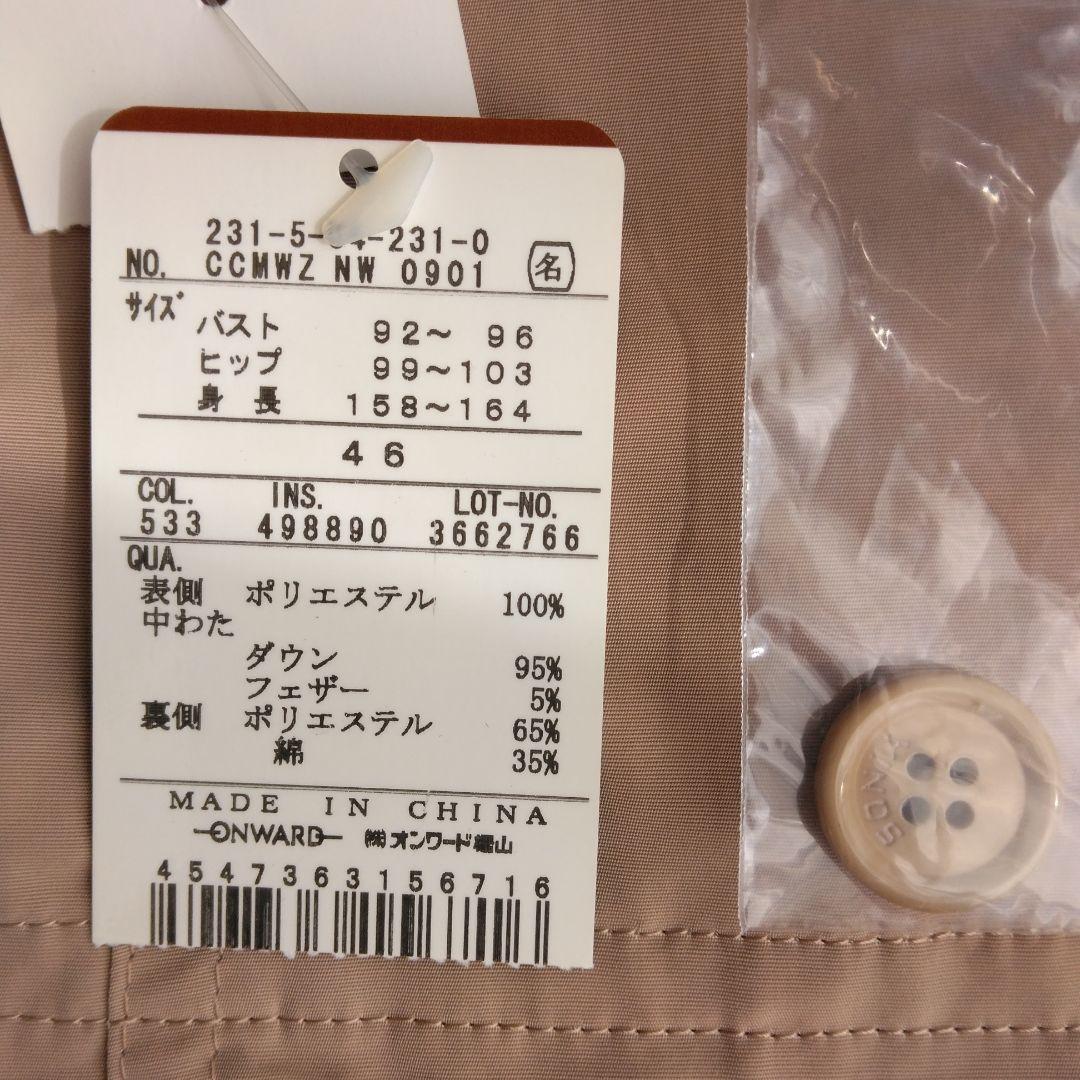 231-5- 4-231-0
NO. CCMWZ NW 0901 名
サイズ
バスト 92～ 96
ヒップ 99～103
身長 158～164
46
COL. INS. LOT-NO.
533 498890 3662766
QUA.
表側 ポリエステル 100%
中わた
ダウン 95%
フェザー 5%
裏側 ポリエステル 65%
綿 35%
MADE IN CHINA
ONWARD ㈱オンワード樫山
4547363156716